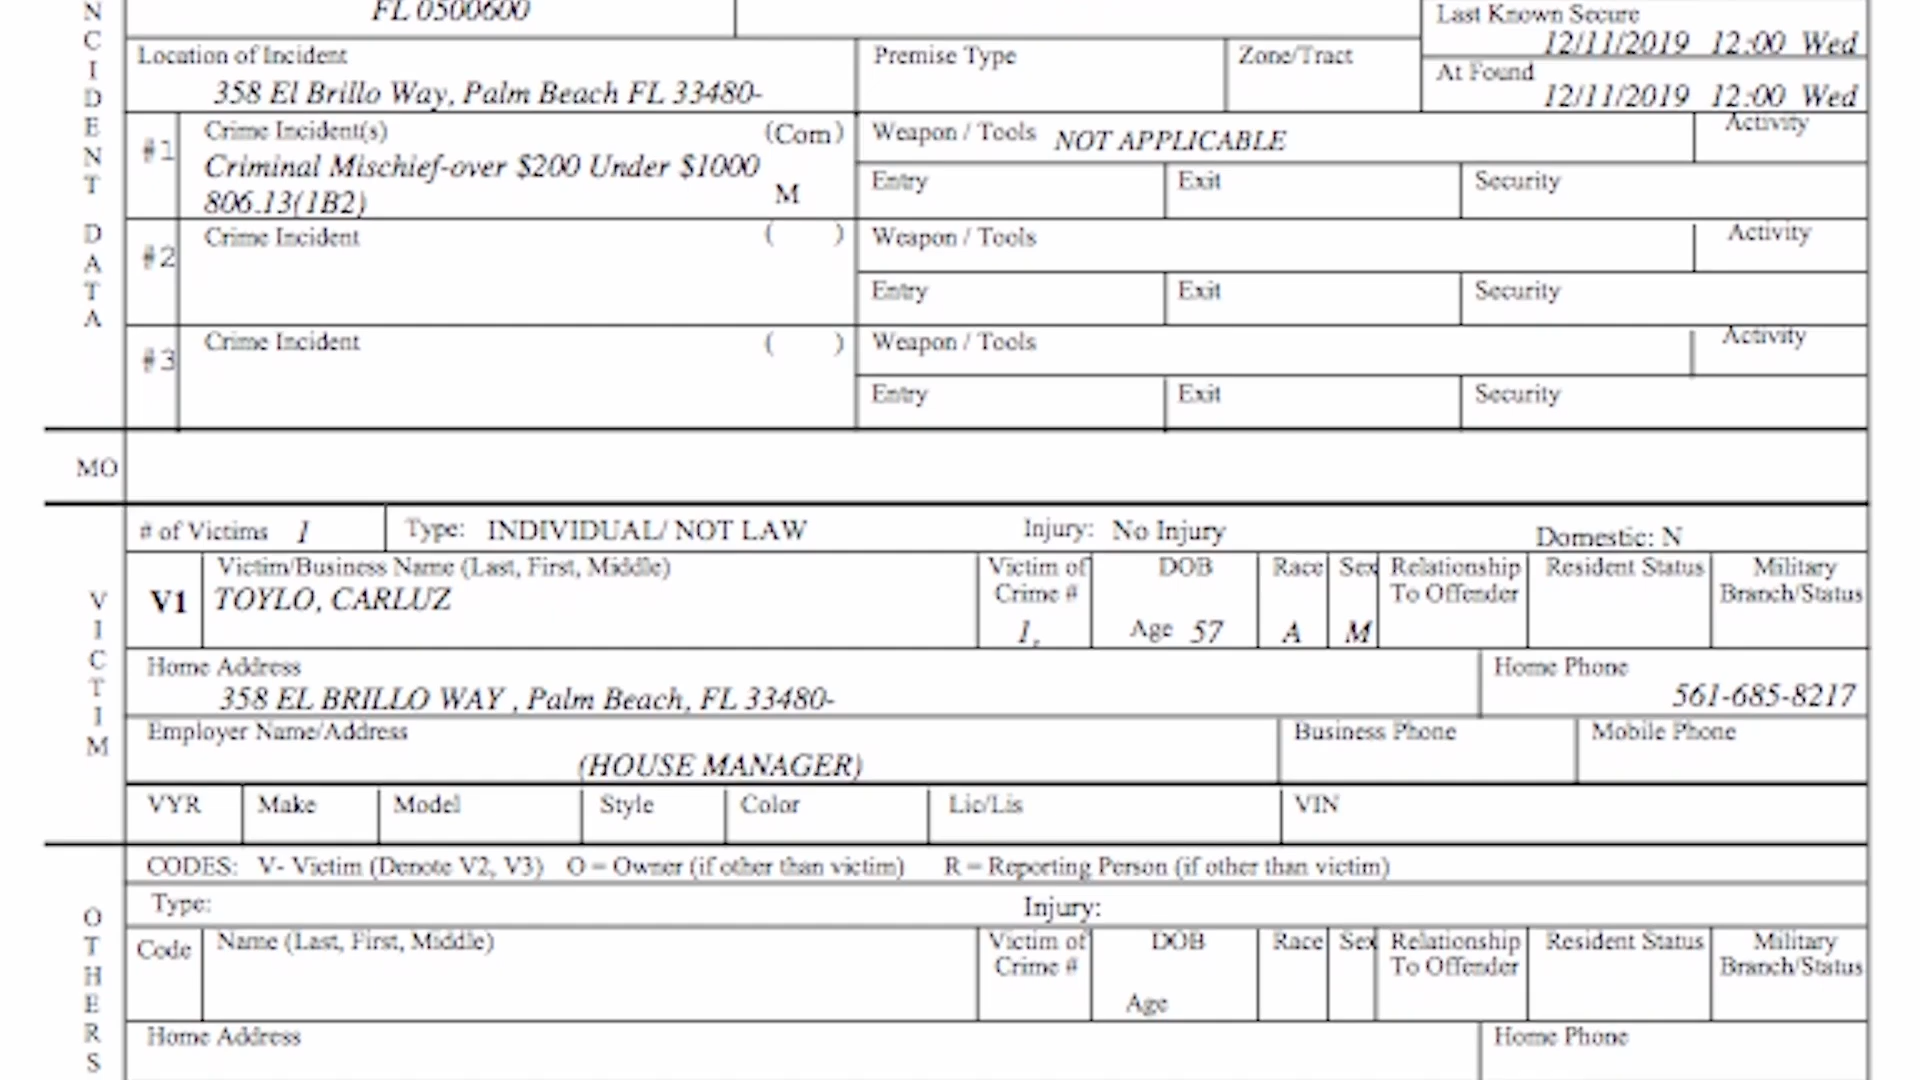 FL 0500600
Last Known Secure
12/11/2019 12:00 Wed
Location of Incident
358 El Brillo Way, Palm Beach FL 33480-
Premise Type
Zone/Tract
At Found
12/11/2019 12:00 Wed
INCIDENT DATA
#1
Crime Incident(s)
(Com)
Criminal Mischief-over $200 Under $1000
806.13(1B2)
M
Weapon / Tools NOT APPLICABLE
Activity
Entry
Exit
Security
#2
Crime Incident
( )
Weapon / Tools
Activity
Entry
Exit
Security
#3
Crime Incident
( )
Weapon / Tools
Activity
Entry
Exit
Security
MO
VICTIM
# of Victims 1
Type: INDIVIDUAL/ NOT LAW
Injury: No Injury
Domestic: N
V1
Victim/Business Name (Last, First, Middle)
TOYLO, CARLUZ
Victim of
Crime #
1,
DOB
Age 57
Race
A
Sex
M
Relationship
To Offender
Resident Status
Military
Branch/Status
Home Address
358 EL BRILLO WAY , Palm Beach, FL 33480-
Home Phone
561-685-8217
Employer Name/Address
(HOUSE MANAGER)
Business Phone
Mobile Phone
VYR
Make
Model
Style
Color
Lic/Lis
VIN
OTHERS
CODES: V- Victim (Denote V2, V3) O = Owner (if other than victim) R = Reporting Person (if other than victim)
Type:
Injury:
Code
Name (Last, First, Middle)
Victim of
Crime #
DOB
Age
Race
Sex
Relationship
To Offender
Resident Status
Military
Branch/Status
Home Address
Home Phone